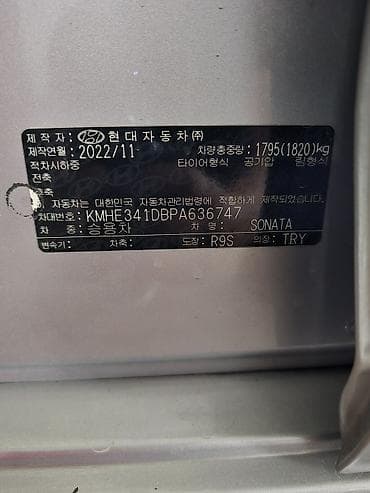 제 작 자 : HYUNDAI 현대자동차(주)
제작연월 : 2022/11 차량총중량 : 1795(1820)kg
적차시하중 타이어형식 공기압 림형식
전축
후축
이 자동차는 대한민국 자동차관리법령에 적합하게 제작되었음
차대번호 : KMHE341DBPA636747
차 종 : 승용차 차 명 : SONATA
변속기 : 차축 : 도장 : R9S 의장 : TRY